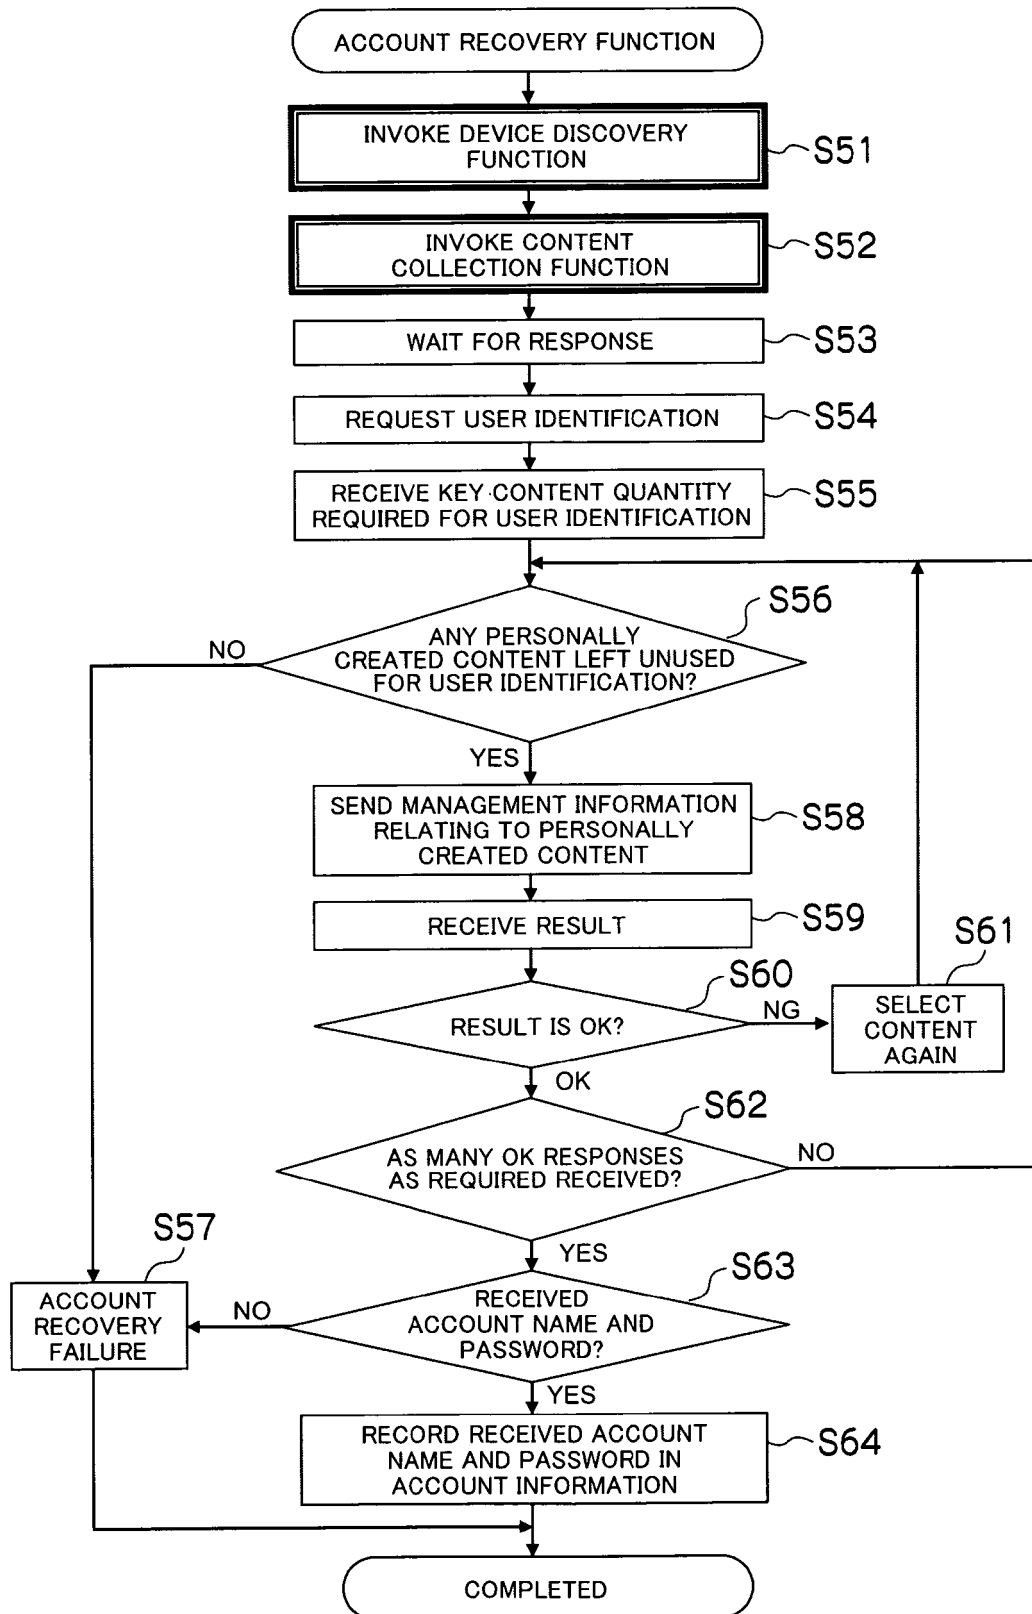 ACCOUNT RECOVERY FUNCTION
INVOKE DEVICE DISCOVERY
FUNCTION
S51
INVOKE CONTENT
COLLECTION FUNCTION
S52
WAIT FOR RESPONSE
S53
REQUEST USER IDENTIFICATION
S54
RECEIVE KEY CONTENT QUANTITY
REQUIRED FOR USER IDENTIFICATION
S55
S56
ANY PERSONALLY
CREATED CONTENT LEFT UNUSED
FOR USER IDENTIFICATION?
NO
YES
SEND MANAGEMENT INFORMATION
RELATING TO PERSONALLY
CREATED CONTENT
S58
RECEIVE RESULT
S59
S60
RESULT IS OK?
NG
S61
SELECT
CONTENT
AGAIN
OK
S62
AS MANY OK RESPONSES
AS REQUIRED RECEIVED?
NO
YES
S57
ACCOUNT
RECOVERY
FAILURE
NO
S63
RECEIVED
ACCOUNT NAME AND
PASSWORD?
YES
RECORD RECEIVED ACCOUNT
NAME AND PASSWORD IN
ACCOUNT INFORMATION
S64
COMPLETED